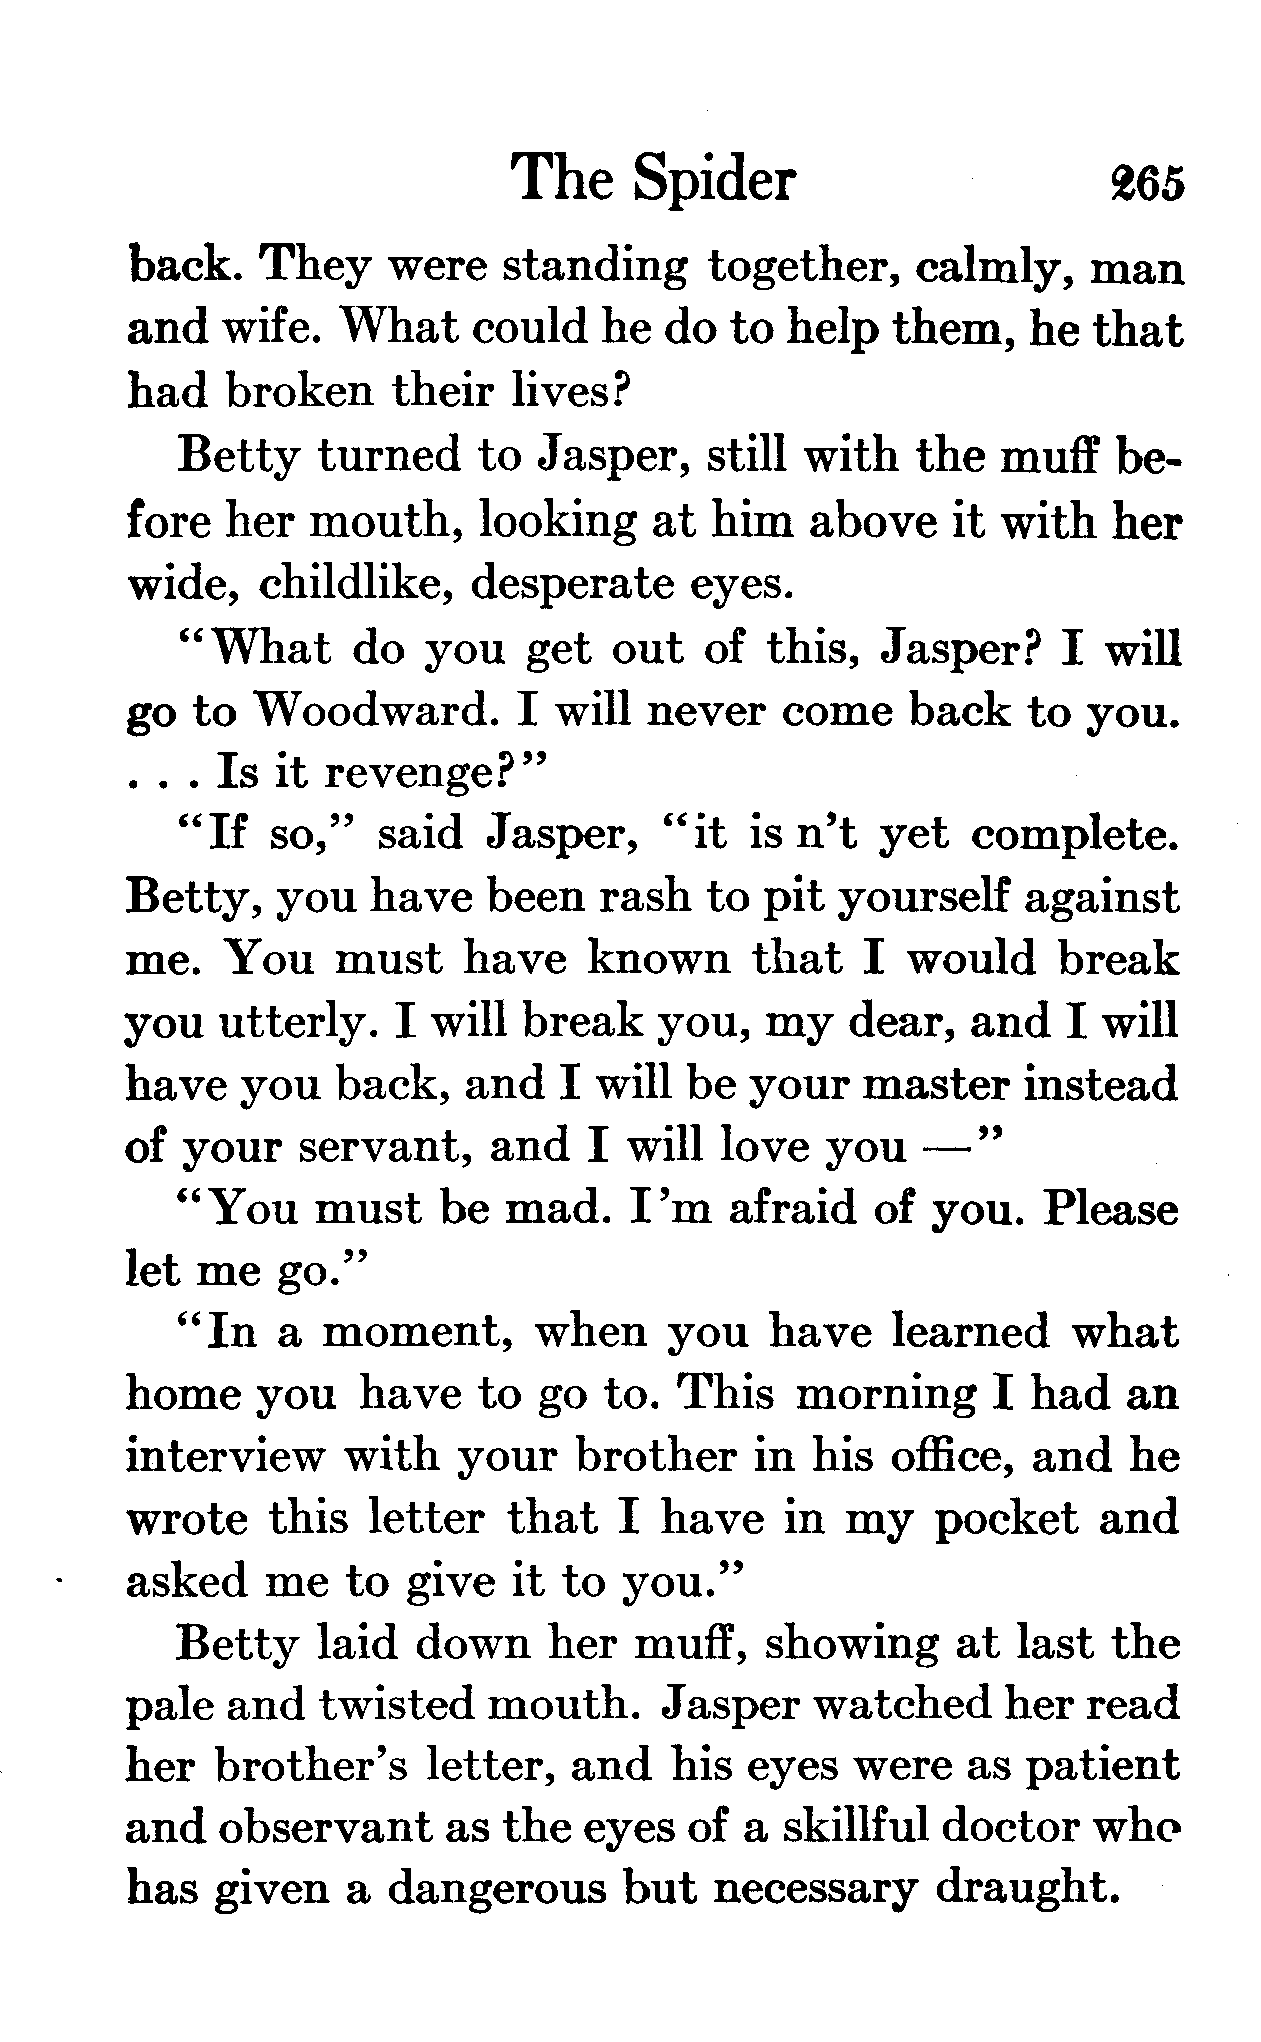 The Spider 265
back. They were standing together, calmly, man
and wife. What could he do to help them, he that
had broken their lives?
Betty turned to Jasper, still with the muff be-
fore her mouth, looking at him above it with her
wide, childlike, desperate eyes.
“What do you get out of this, Jasper? I will
go to Woodward. I will never come back to you.
. . . Is it revenge?”
“If so,” said Jasper, “it is n’t yet complete.
Betty, you have been rash to pit yourself against
me. You must have known that I would break
you utterly. I will break you, my dear, and I will
have you back, and I will be your master instead
of your servant, and I will love you —”
“You must be mad. I’m afraid of you. Please
let me go.”
“In a moment, when you have learned what
home you have to go to. This morning I had an
interview with your brother in his office, and he
wrote this letter that I have in my pocket and
asked me to give it to you.”
Betty laid down her muff, showing at last the
pale and twisted mouth. Jasper watched her read
her brother’s letter, and his eyes were as patient
and observant as the eyes of a skillful doctor who
has given a dangerous but necessary draught.